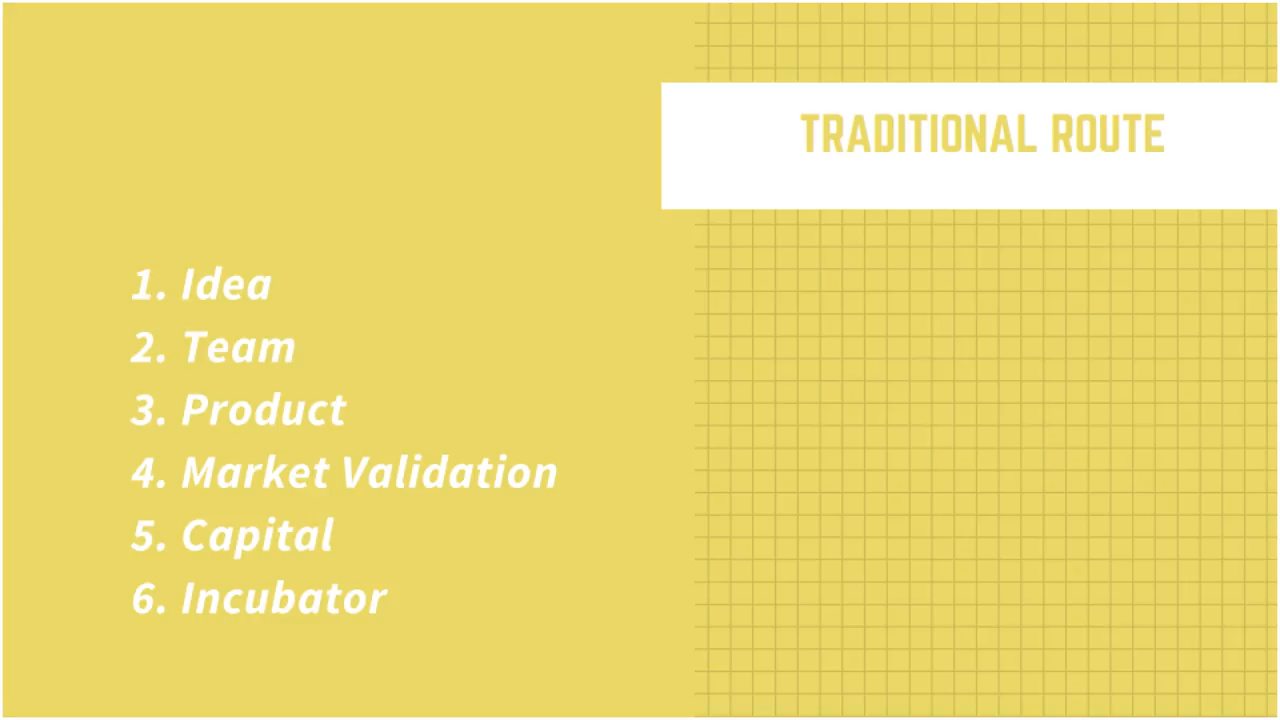 TRADITIONAL ROUTE
1. Idea
2. Team
3. Product
4. Market Validation
5. Capital
6. Incubator